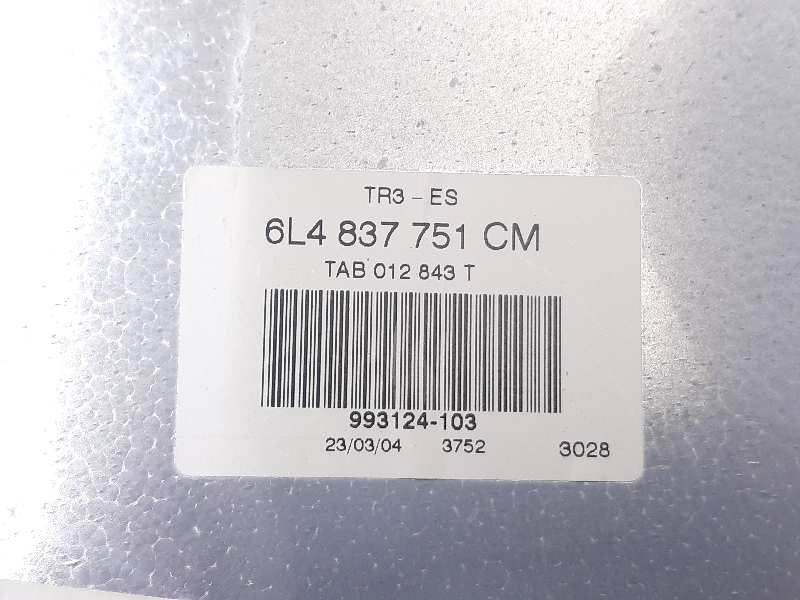 TR3 - ES
6L4 837 751 CM
TAB 012 843 T
993124-103
23/03/04 3752 3028